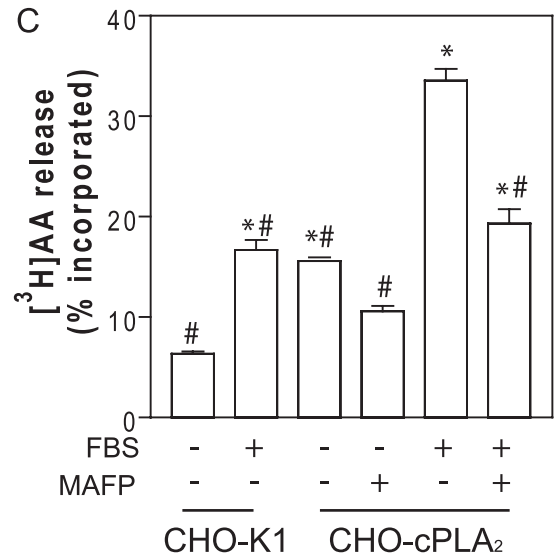 C
[³H]AA release
(% incorporated)
40
30
20
10
0
#
*#
*#
#
*
*#
FBS - + - - + +
MAFP - - - + - +
CHO-K1 CHO-cPLA₂